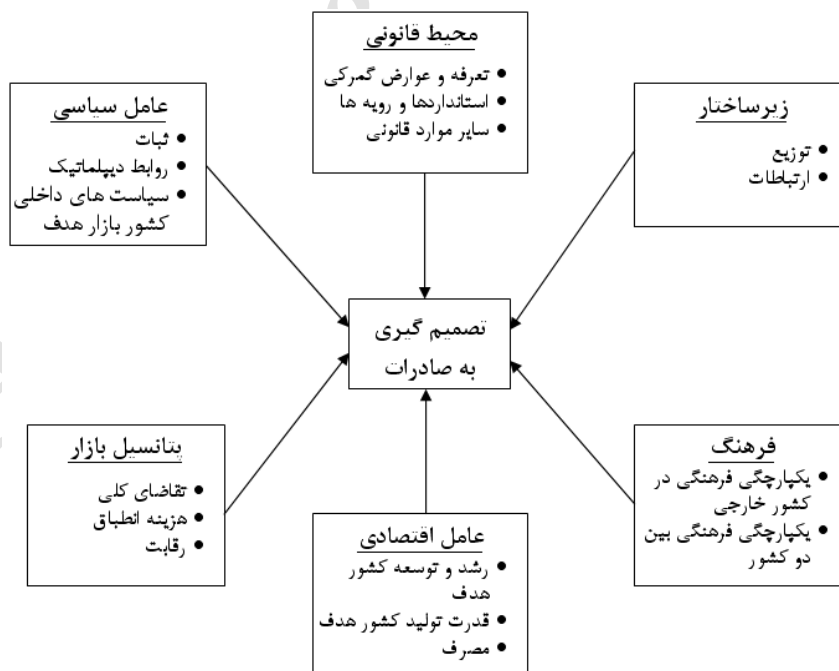 محیط قانونی
• تعرفه و عوارض گمرکی
• استانداردها و رویه ها
• سایر موارد قانونی
زیرساختار
• توزیع
• ارتباطات
عامل سیاسی
• ثبات
• روابط دیپلماتیک
• سیاست های داخلی
کشور بازار هدف
تصمیم گیری
به صادرات
فرهنگ
• یکپارچگی فرهنگی در
کشور خارجی
• یکپارچگی فرهنگی بین
دو کشور
پتانسیل بازار
• تقاضای کلی
• هزینه انطباق
• رقابت
عامل اقتصادی
• رشد و توسعه کشور
هدف
• قدرت تولید کشور هدف
• مصرف